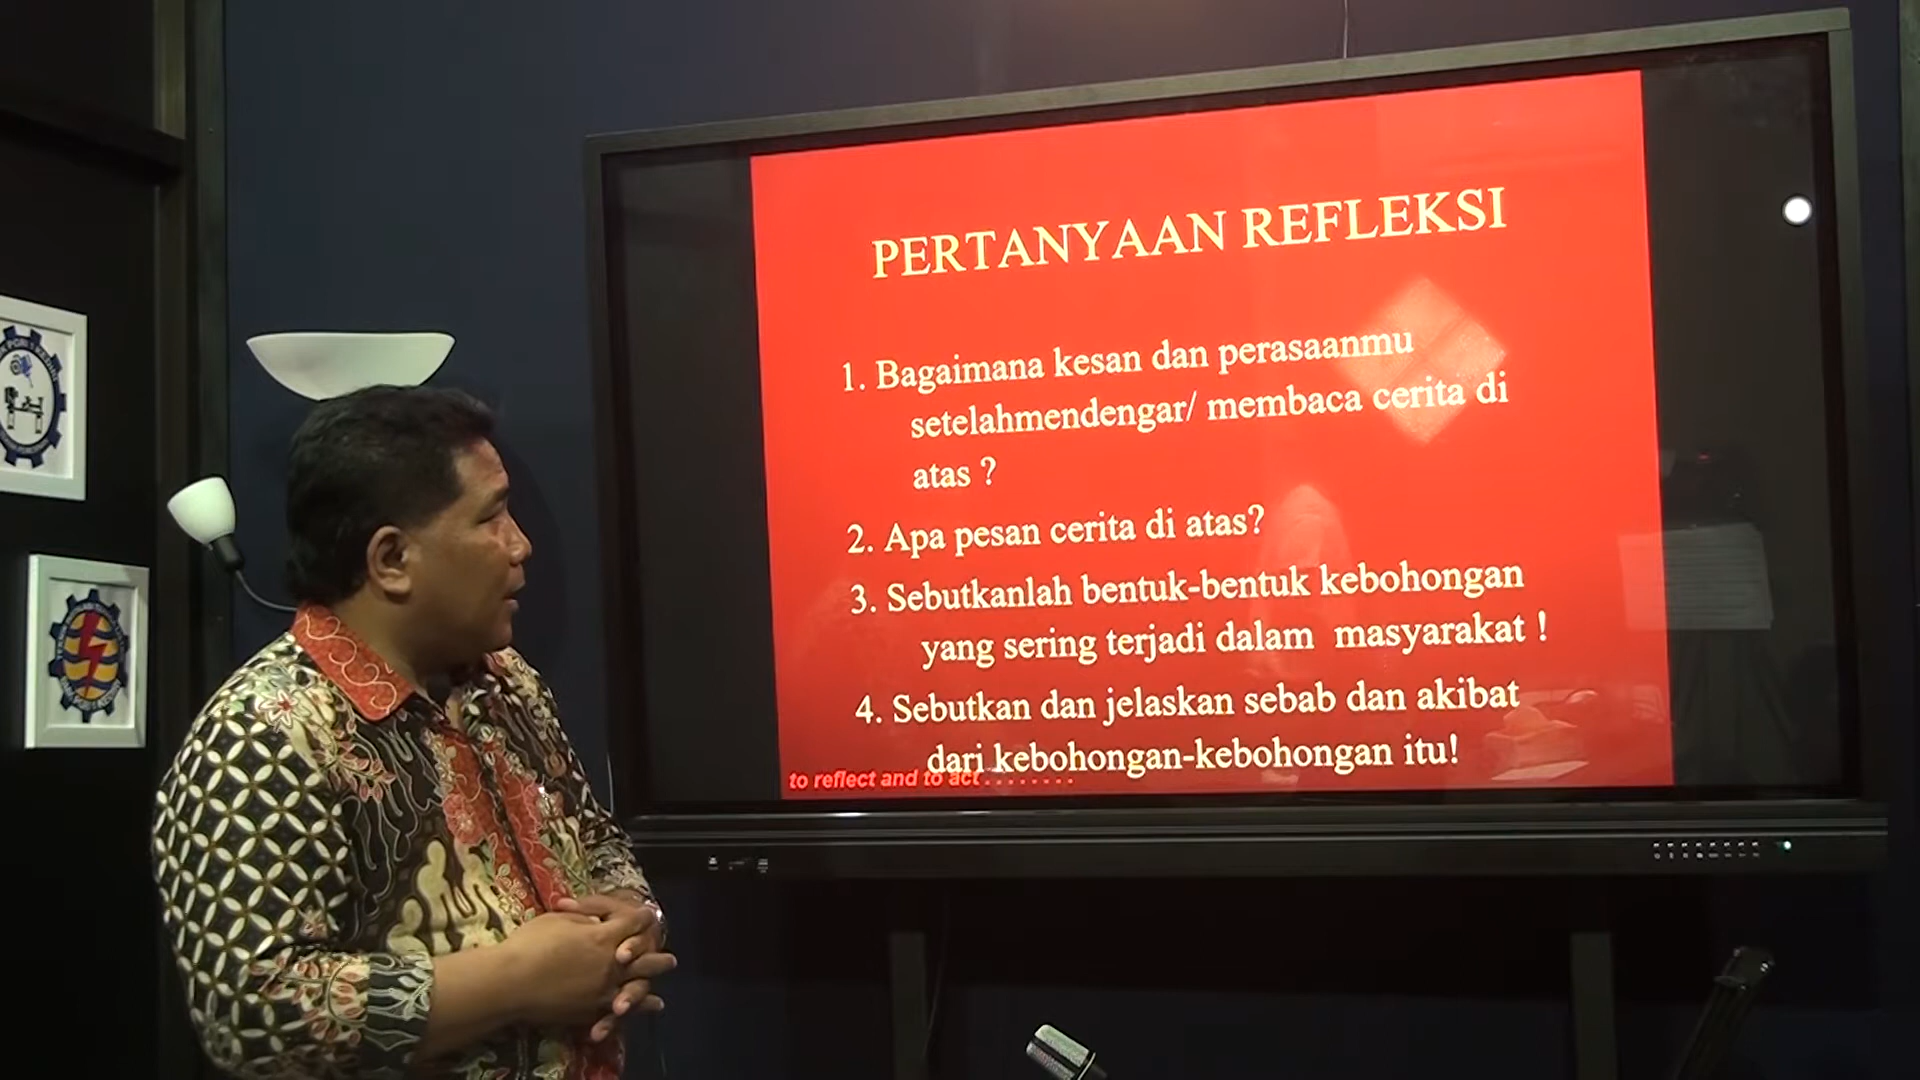 PERTANYAAN REFLEKSI
1. Bagaimana kesan dan perasaanmu
setelahmendengar/ membaca cerita di
atas ?
2. Apa pesan cerita di atas?
3. Sebutkanlah bentuk-bentuk kebohongan
yang sering terjadi dalam masyarakat !
4. Sebutkan dan jelaskan sebab dan akibat
dari kebohongan-kebohongan itu!
to reflect and to act . . . . . . . .